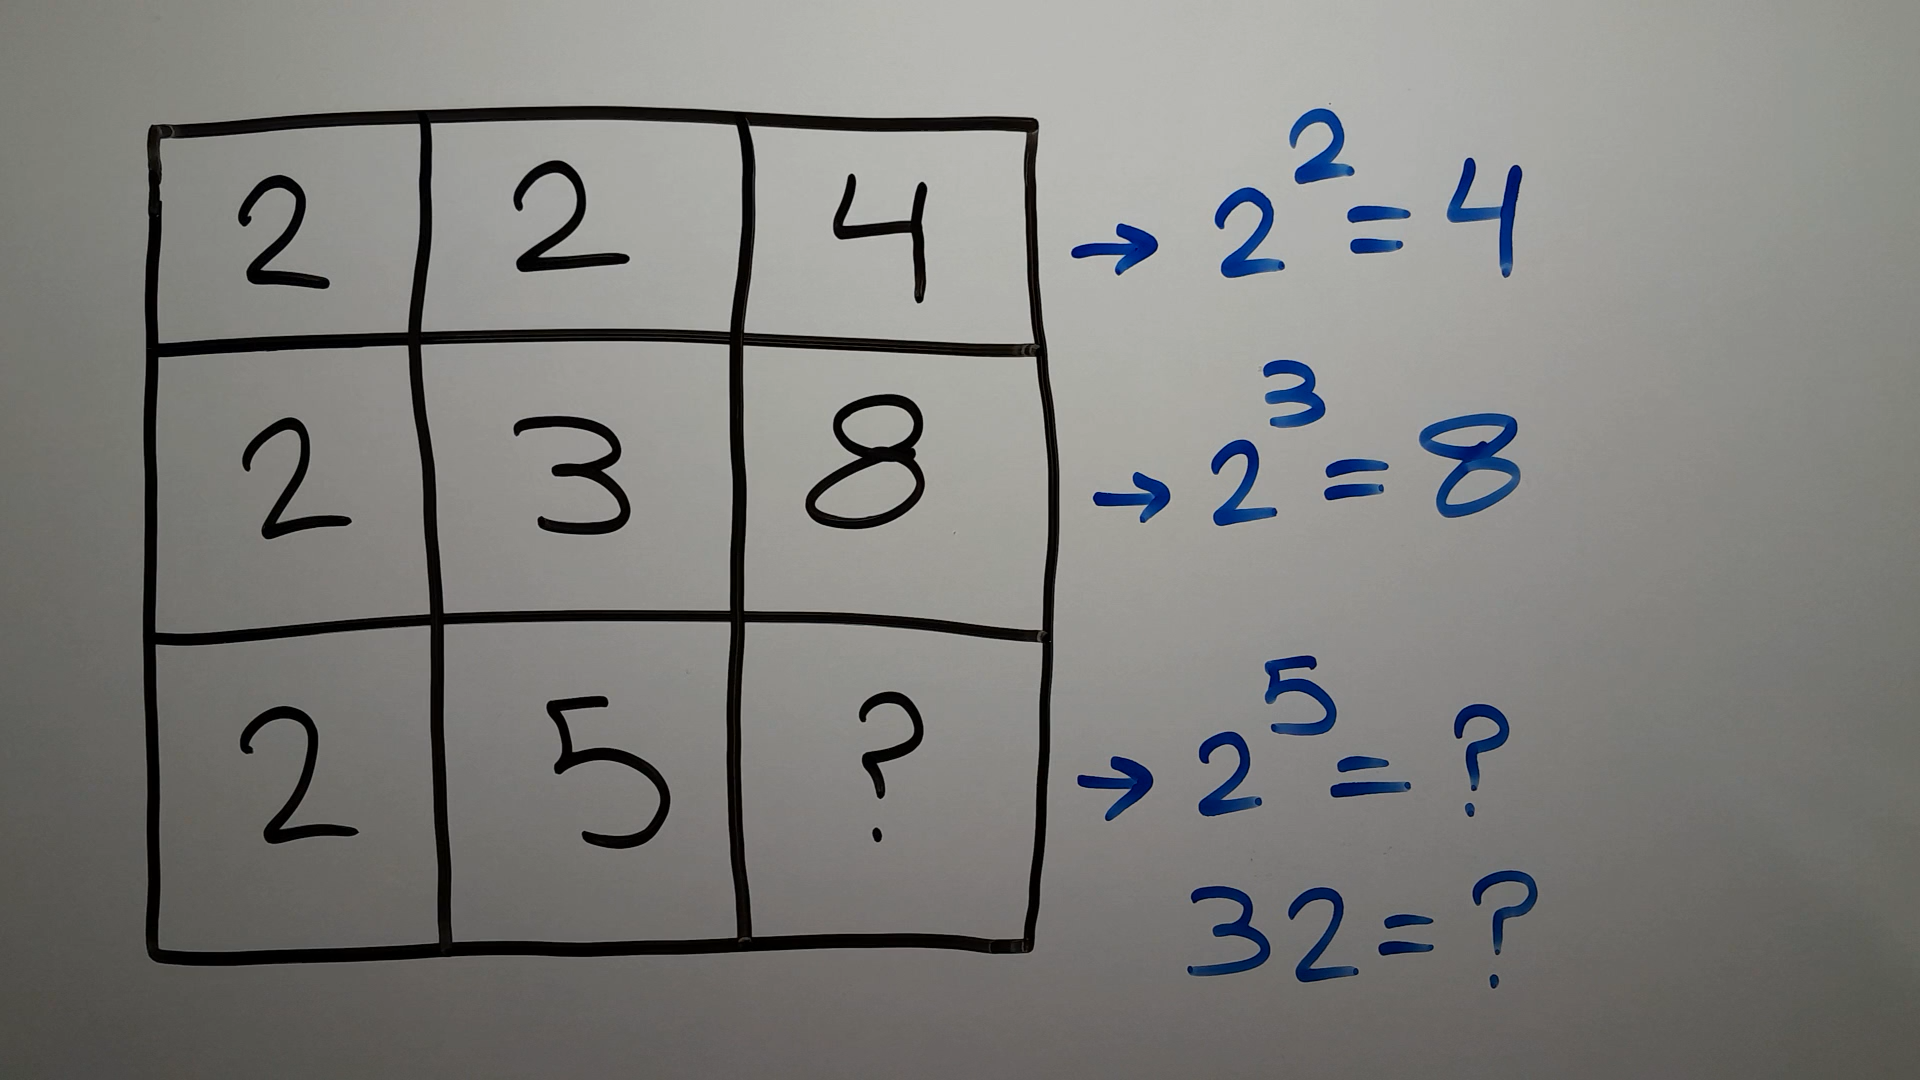 2 2 4 → 2² = 4
2 3 8 → 2³ = 8
2 5 ? → 2⁵ = ?
32 = ?